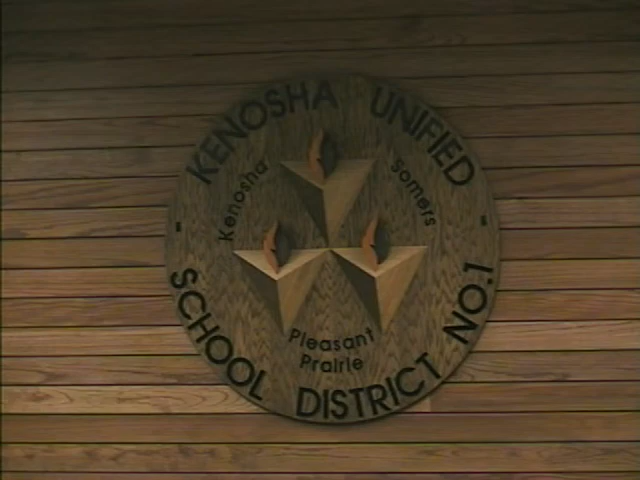 KENOSHA UNIFIED
Kenosha
Somers
Pleasant
Prairie
SCHOOL DISTRICT NO.1